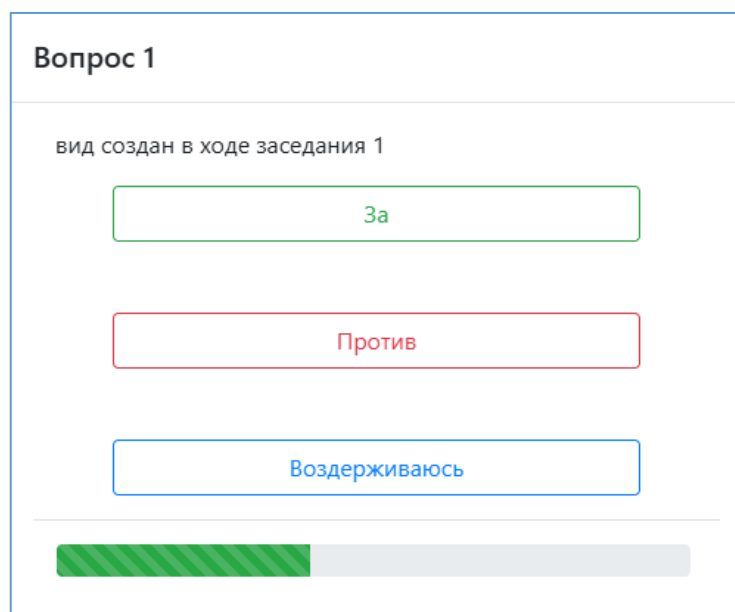 Вопрос 1
вид создан в ходе заседания 1
За
Против
Воздерживаюсь